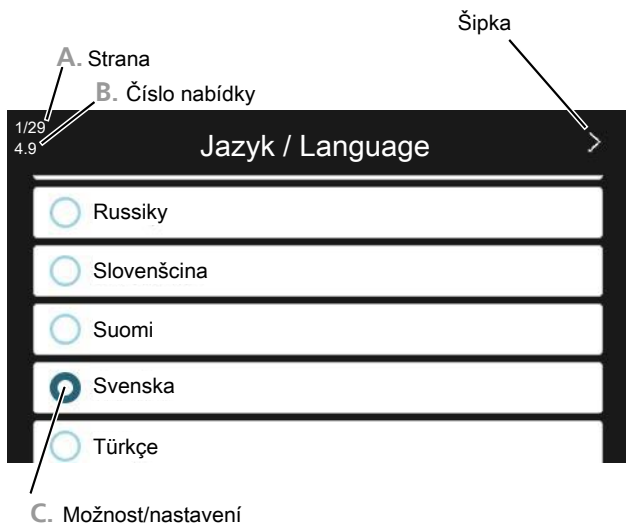 Šipka
A. Strana
B. Číslo nabídky
1/29
4.9
Jazyk / Language
Russiky
Slovenšcina
Suomi
Svenska
Türkçe
C. Možnost/nastavení